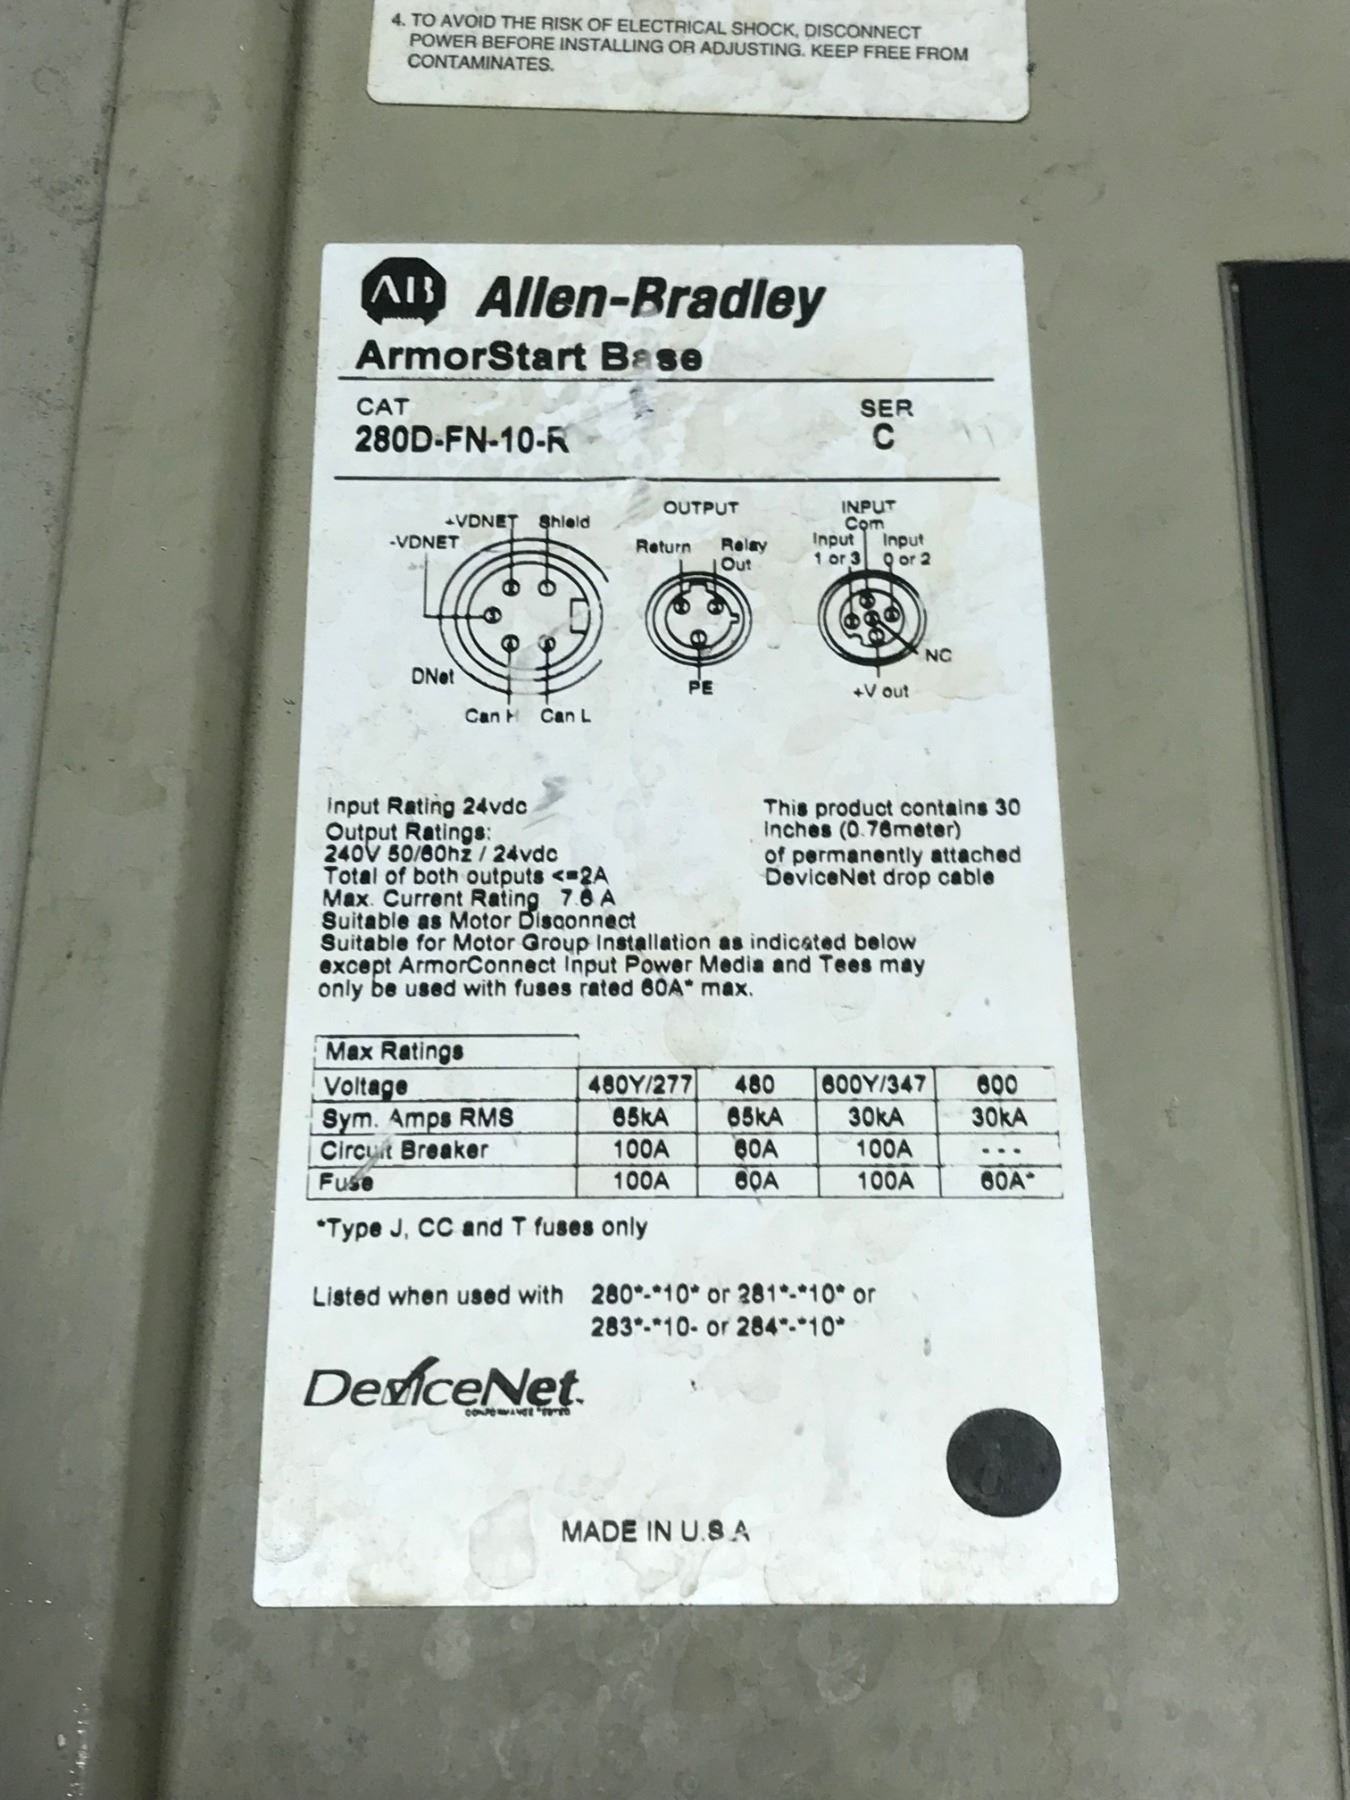 4. TO AVOID THE RISK OF ELECTRICAL SHOCK, DISCONNECT
POWER BEFORE INSTALLING OR ADJUSTING. KEEP FREE FROM
CONTAMINATES.
AB Allen-Bradley
ArmorStart Base
CAT SER
280D-FN-10-R C
OUTPUT INPUT
+VDNET Shield
Com
-VDNET
Return Relay
Out
Input Input
1 or 3 0 or 2
DNet
NC
PE
+V out
Can H Can L
Input Rating 24vdc
Output Ratings:
240V 50/60hz / 24vdc
Total of both outputs <=2A
Max. Current Rating 7.6 A
Suitable as Motor Disconnect
Suitable for Motor Group Installation as indicated below
except ArmorConnect Input Power Media and Tees may
only be used with fuses rated 60A* max.
This product contains 30
inches (0.76meter)
of permanently attached
DeviceNet drop cable
Max Ratings
Voltage 480Y/277 480 600Y/347 600
Sym. Amps RMS 65kA 65kA 30kA 30kA
Circuit Breaker 100A 60A 100A ---
Fuse 100A 60A 100A 60A*
*Type J, CC and T fuses only
Listed when used with 280*-*10* or 281*-*10* or
283*-*10- or 284*-*10*
DeviceNet
CONFORMANCE TESTED
MADE IN U.S.A